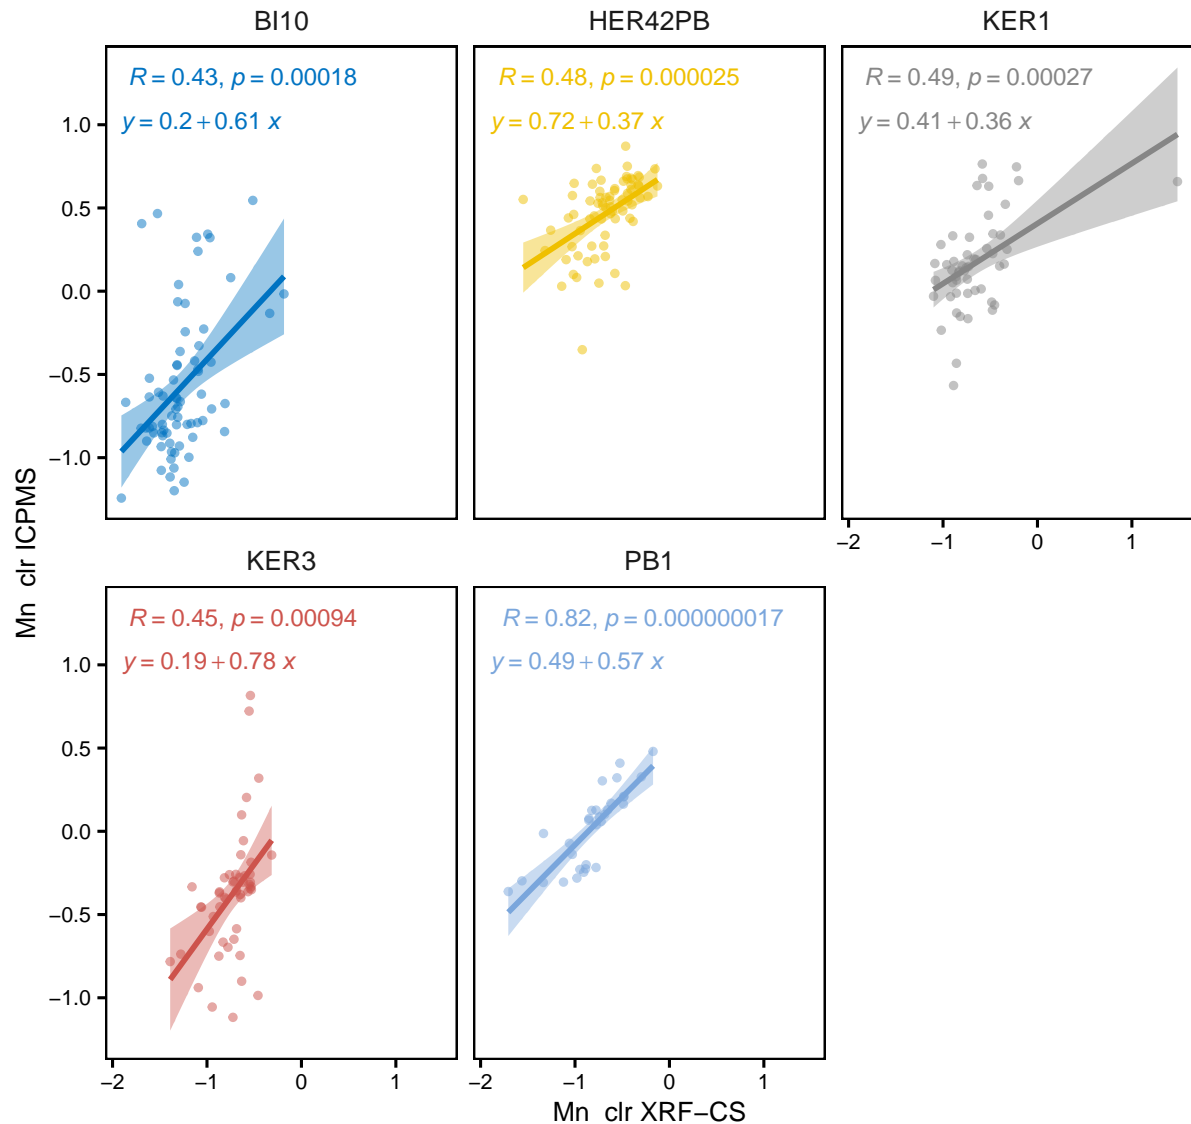 BI10 HER42PB KER1
R = 0.43, p = 0.00018 R = 0.48, p = 0.000025 R = 0.49, p = 0.00027
y = 0.2 + 0.61 x y = 0.72 + 0.37 x y = 0.41 + 0.36 x
1.0
0.5
0.0
−0.5
−1.0
−2 −1 0 1
KER3 PB1
R = 0.45, p = 0.00094 R = 0.82, p = 0.000000017
y = 0.19 + 0.78 x y = 0.49 + 0.57 x
1.0
0.5
0.0
−0.5
−1.0
−2 −1 0 1 −2 −1 0 1
Mn clr XRF−CS
Mn clr ICPMS